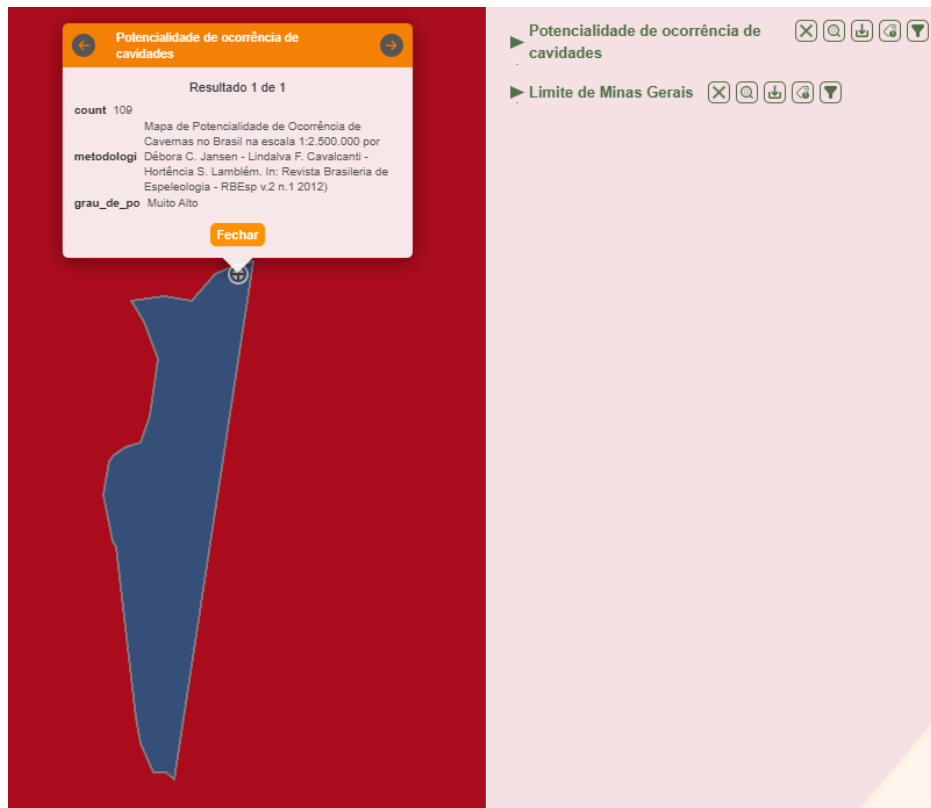 Potencialidade de ocorrência de
cavidades
Resultado 1 de 1
count 109
Mapa de Potencialidade de Ocorrência de
Cavernas no Brasil na escala 1:2.500.000 por
metodologi Débora C. Jansen - Lindalva F. Cavalcanti -
Hortência S. Lamblém. In: Revista Brasileria de
Espeleologia - RBEsp v.2 n.1 2012)
grau_de_po Muito Alto
Fechar
Potencialidade de ocorrência de
cavidades
Limite de Minas Gerais